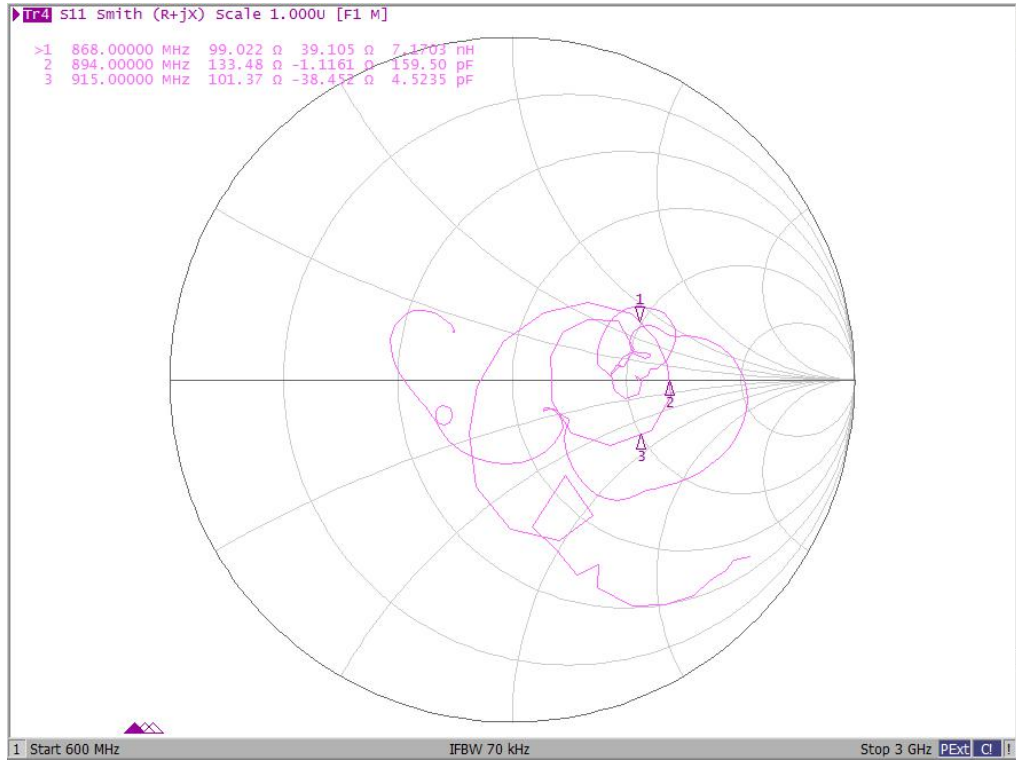 Tr4 S11 Smith (R+jX) Scale 1.000U [F1 M]
>1 868.00000 MHz 99.022 Ω 39.105 Ω 7.1703 nH
2 894.00000 MHz 133.48 Ω -1.1161 Ω 159.50 pF
3 915.00000 MHz 101.37 Ω -38.452 Ω 4.5235 pF
1
2
3
1 Start 600 MHz IFBW 70 kHz Stop 3 GHz PExt C! !